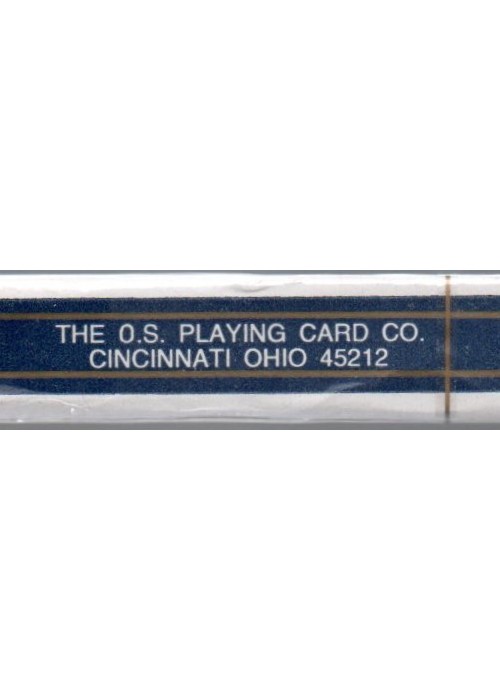 THE O.S. PLAYING CARD CO.
CINCINNATI OHIO 45212